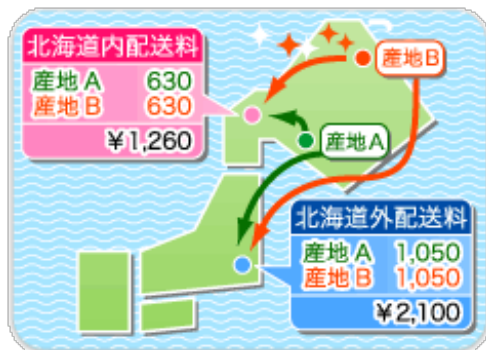 北海道内配送料
産地A 630
産地B 630
¥1,260
産地B
産地A
北海道外配送料
産地A 1,050
産地B 1,050
¥2,100